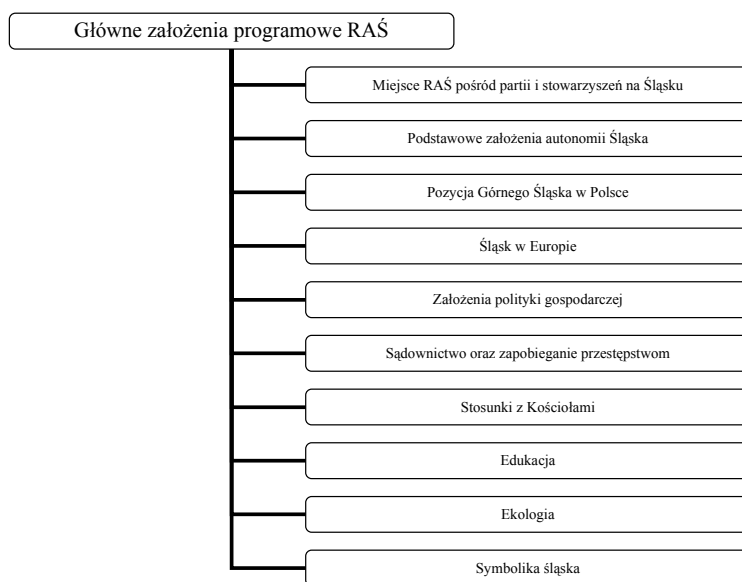 Główne założenia programowe RAŚ
Miejsce RAŚ pośród partii i stowarzyszeń na Śląsku
Podstawowe założenia autonomii Śląska
Pozycja Górnego Śląska w Polsce
Śląsk w Europie
Założenia polityki gospodarczej
Sądownictwo oraz zapobieganie przestępstwom
Stosunki z Kościołami
Edukacja
Ekologia
Symbolika śląska